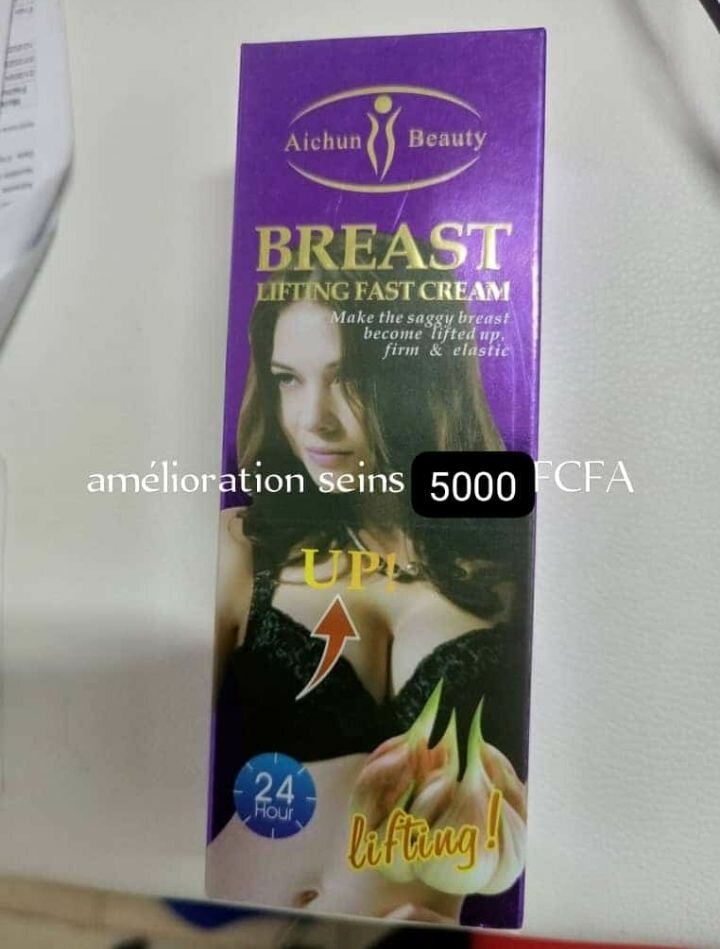 Aichun Beauty
BREAST
LIFTING FAST CREAM
Make the saggy breast
become lifted up,
firm & elastic
amélioration seins 5000 FCFA
UP!
24
Hour
lifting!